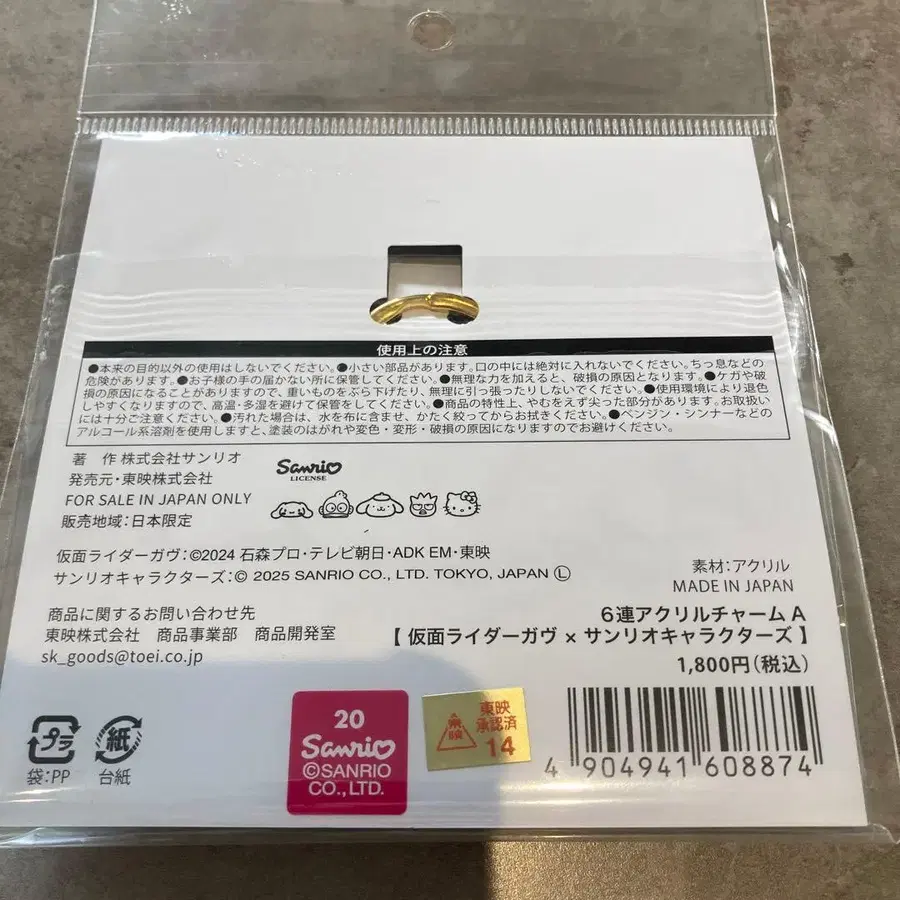 使用上の注意
●本来の目的以外の使用はしないでください。●小さい部品があります。口の中には絶対に入れないでください。ちっ息などの
危険があります。●お子様の手の届かない所に保管してください。●無理な力を加えると、破損の原因となります。●ケガや破
損の原因になることがありますので、重いものをぶら下げたり、無理に引っ張ったりしないでください。●使用環境により退色
しやすくなりますので、高温・多湿を避けて保管をしてください。●商品の特性上、やむをえず尖った部分があります。お取扱い
には十分ご注意ください。●汚れた場合は、水を布に含ませ、かたく絞ってからお拭きください。●ベンジン・シンナーなどの
アルコール系溶剤を使用しますと、塗装のはがれや変色・変形・破損の原因になりますのでお避けください。
著 作 株式会社サンリオ
発売元・東映株式会社
FOR SALE IN JAPAN ONLY
販売地域：日本限定
Sanrio
LICENSE
仮面ライダーガヴ：©2024 石森プロ・テレビ朝日・ADK EM・東映
サンリオキャラクターズ：© 2025 SANRIO CO., LTD. TOKYO, JAPAN Ⓛ
素材：アクリル
MADE IN JAPAN
商品に関するお問い合わせ先
東映株式会社 商品事業部 商品開発室
sk_goods@toei.co.jp
6連アクリルチャーム A
【 仮面ライダーガヴ × サンリオキャラクターズ 】
1,800円（税込）
プラ
袋：PP
紙
台紙
20
Sanrio
©SANRIO
CO.,LTD.
東映
東映
承認済
14
4 904941 608874